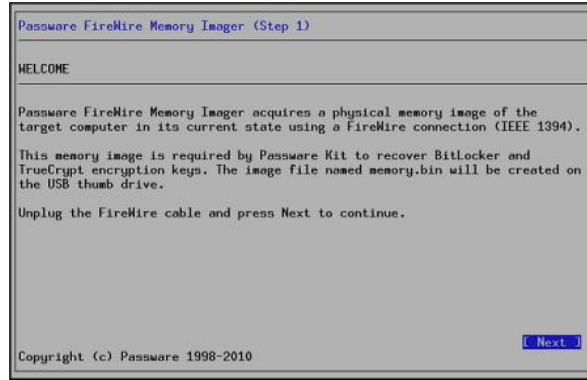 Passware FireWire Memory Imager (Step 1)
WELCOME
Passware FireWire Memory Imager acquires a physical memory image of the
target computer in its current state using a FireWire connection (IEEE 1394).
This memory image is required by Passware Kit to recover BitLocker and
TrueCrypt encryption keys. The image file named memory.bin will be created on
the USB thumb drive.
Unplug the FireWire cable and press Next to continue.
[ Next ]
Copyright (c) Passware 1998-2010